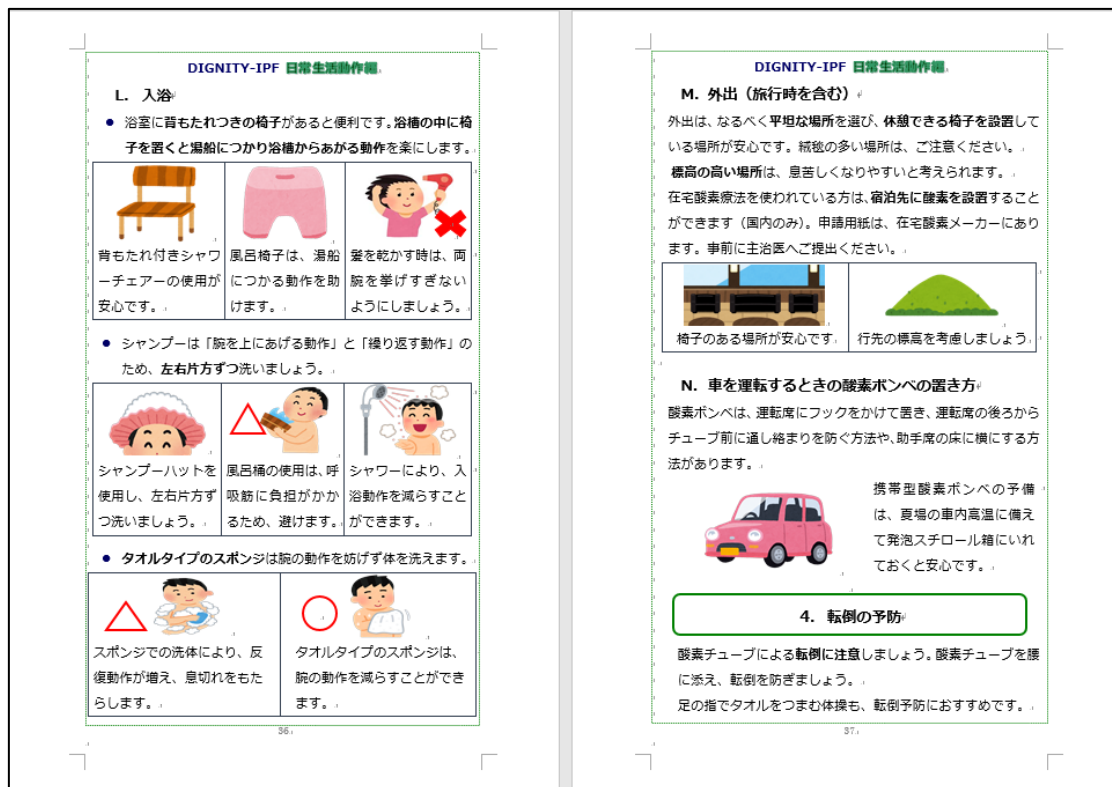 DIGNITY-IPF 日常生活動作編
L. 入浴
● 浴室に背もたれつきの椅子があると便利です。浴槽の中に椅
子を置くと湯船につかり浴槽からあがる動作を楽にします。
背もたれ付きシャワ
ーチェアーの使用が
安心です。
風呂椅子は、湯船
につかる動作を助
けます。
髪を乾かす時は、両
腕を挙げすぎない
ようにしましょう。
● シャンプーは「腕を上にあげる動作」と「繰り返す動作」の
ため、左右片方ずつ洗いましょう。
シャンプーハットを
使用し、左右片方ず
つ洗いましょう。
風呂桶の使用は、呼
吸筋に負担がかか
るため、避けます。
シャワーにより、入
浴動作を減らすこと
ができます。
● タオルタイプのスポンジは腕の動作を妨げず体を洗えます。
スポンジでの洗体により、反
復動作が増え、息切れをもた
らします。
タオルタイプのスポンジは、
腕の動作を減らすことができ
ます。
36
DIGNITY-IPF 日常生活動作編
M. 外出（旅行時を含む）
外出は、なるべく平坦な場所を選び、休憩できる椅子を設置して
いる場所が安心です。絨毯の多い場所は、ご注意ください。
標高の高い場所は、息苦しくなりやすいと考えられます。
在宅酸素療法を使われている方は、宿泊先に酸素を設置すること
ができます（国内のみ）。申請用紙は、在宅酸素メーカーにあり
ます。事前に主治医へご提出ください。
椅子のある場所が安心です
行先の標高を考慮しましょう
N. 車を運転するときの酸素ボンベの置き方
酸素ボンベは、運転席にフックをかけて置き、運転席の後ろから
チューブ前に通し絡まりを防ぐ方法や、助手席の床に横にする方
法があります。
携帯型酸素ボンベの予備
は、夏場の車内高温に備え
て発泡スチロール箱にいれ
ておくと安心です。
4. 転倒の予防
酸素チューブによる転倒に注意しましょう。酸素チューブを腰
に添え、転倒を防ぎましょう。
足の指でタオルをつまむ体操も、転倒予防におすすめです。
37